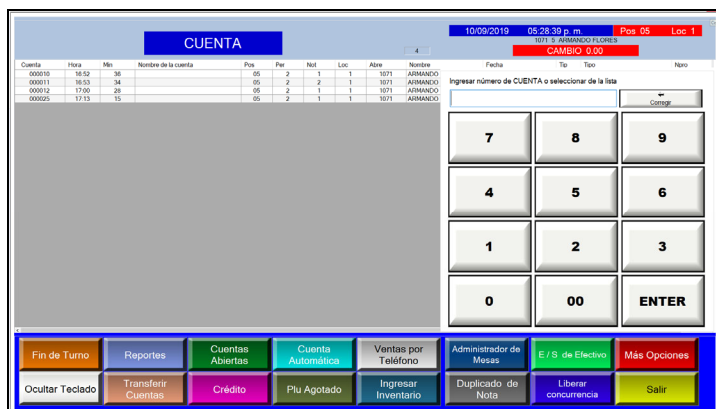 10/09/2019 05:28:39 p. m. Pos 05 Loc 1
1071 5 ARMANDO FLORES
CUENTA
4
CAMBIO 0.00
Cuenta Hora Min Nombre de la cuenta Pos Per Not Loc Abre Nombre Fecha Tip Tipo Npro
000010 16:52 36 05 2 1 1 1071 ARMANDO
000011 16:53 34 05 2 2 1 1071 ARMANDO
000012 17:00 28 05 2 1 1 1071 ARMANDO
000025 17:13 15 05 2 1 1 1071 ARMANDO
Ingresar número de CUENTA o seleccionar de la lista
Corregir
7 8 9
4 5 6
1 2 3
0 00 ENTER
Fin de Turno
Reportes
Cuentas
Abiertas
Cuenta
Automática
Ventas por
Teléfono
Administrador de
Mesas
E / S de Efectivo
Más Opciones
Ocultar Teclado
Transferir
Cuentas
Crédito
Plu Agotado
Ingresar
Inventario
Duplicado de
Nota
Liberar
concurrencia
Salir